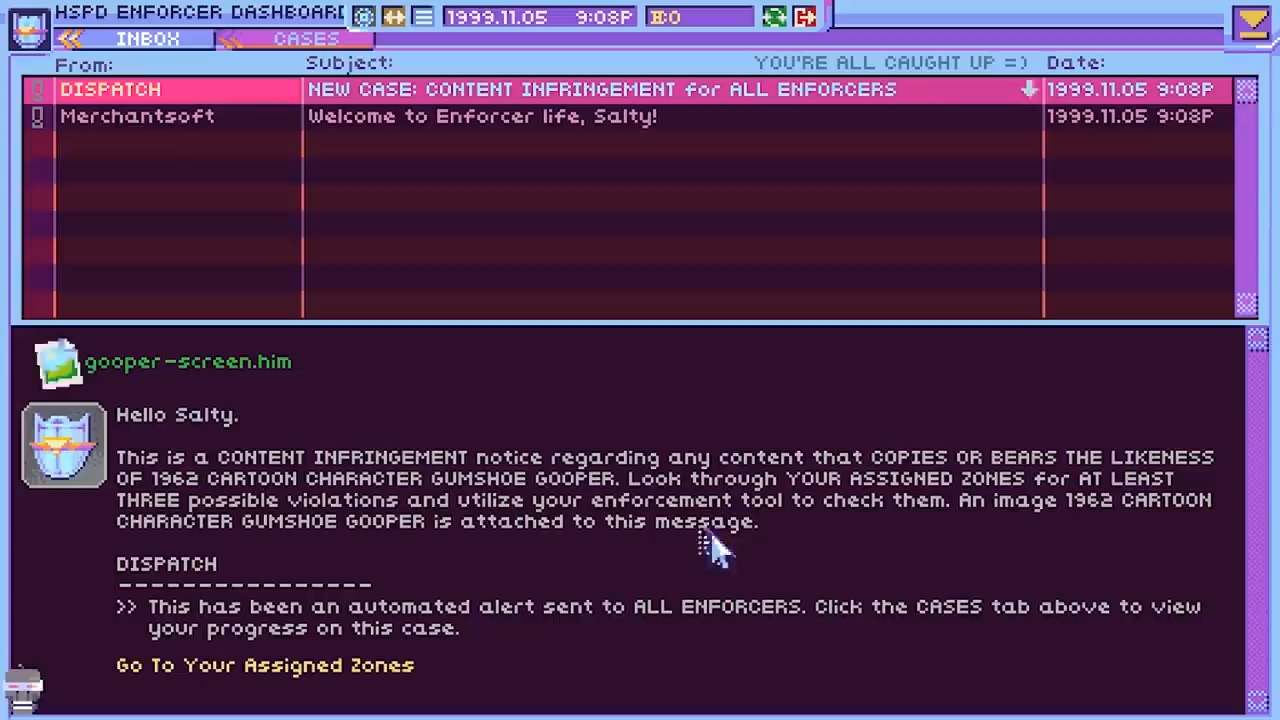 HSPD ENFORCER DASHBOARD
1999.11.05 9:08P
0
INBOX
CASES
From:
Subject:
YOU'RE ALL CAUGHT UP =)
Date:
DISPATCH
NEW CASE: CONTENT INFRINGEMENT for ALL ENFORCERS
1999.11.05 9:08P
Merchantsoft
Welcome to Enforcer life, Salty!
1999.11.05 9:08P
gooper-screen.him
Hello Salty.
This is a CONTENT INFRINGEMENT notice regarding any content that COPIES OR BEARS THE LIKENESS
OF 1962 CARTOON CHARACTER GUMSHOE GOOPER. Look through YOUR ASSIGNED ZONES for AT LEAST
THREE possible violations and utilize your enforcement tool to check them. An image 1962 CARTOON
CHARACTER GUMSHOE GOOPER is attached to this message.
DISPATCH
----------------
>> This has been an automated alert sent to ALL ENFORCERS. Click the CASES tab above to view
your progress on this case.
Go To Your Assigned Zones